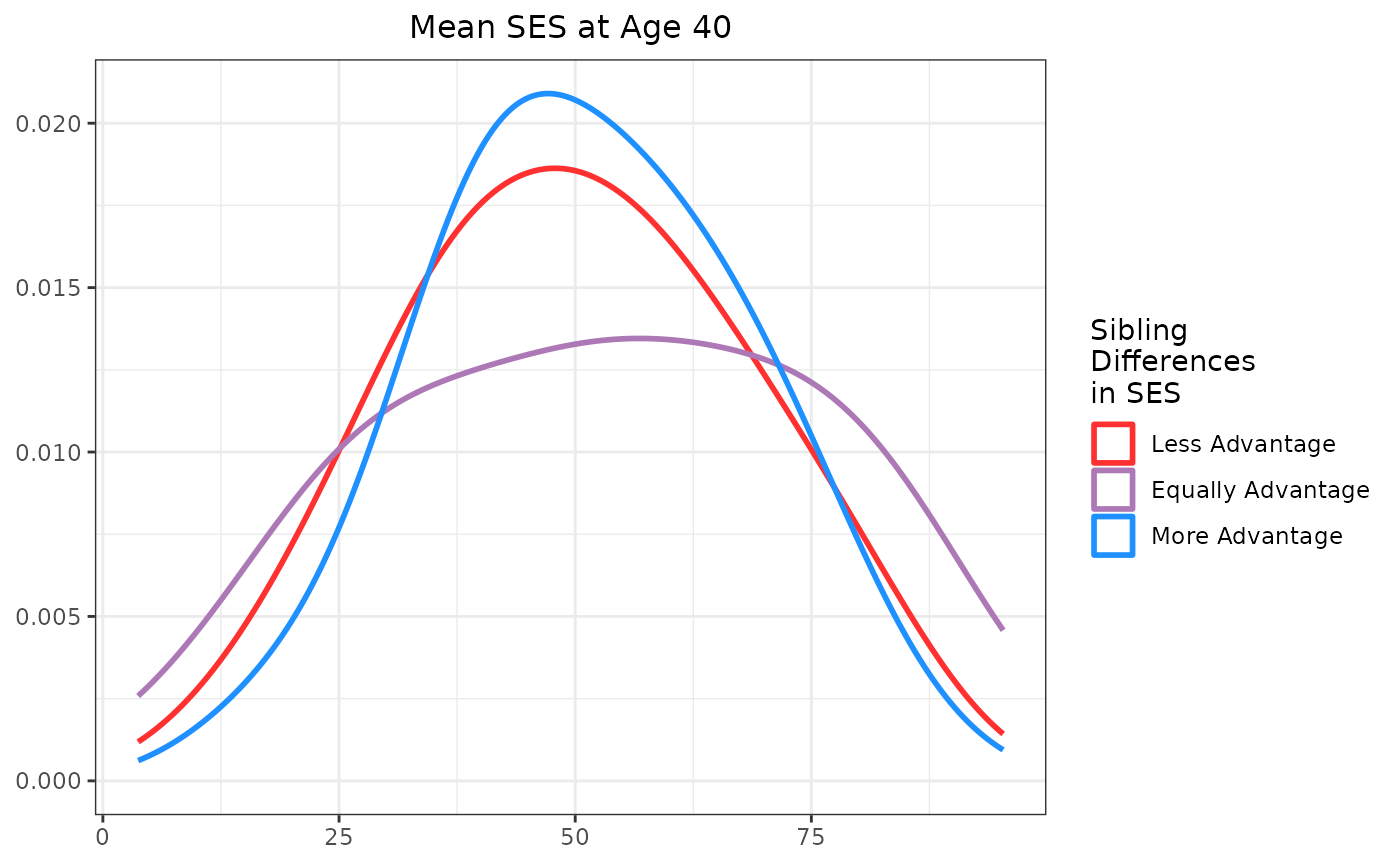 Mean SES at Age 40
0.020
0.015
0.010
0.005
0.000
0
25
50
75
Sibling
Differences
in SES
Less Advantage
Equally Advantage
More Advantage